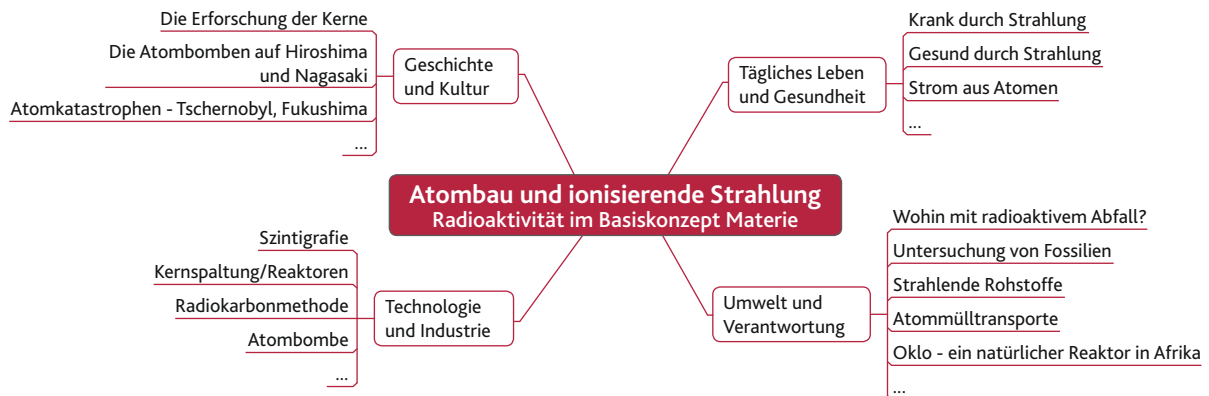 Die Erforschung der Kerne
Die Atombomben auf Hiroshima
und Nagasaki
Atomkatastrophen - Tschernobyl, Fukushima
...
Geschichte
und Kultur
Tägliches Leben
und Gesundheit
Krank durch Strahlung
Gesund durch Strahlung
Strom aus Atomen
...
Atombau und ionisierende Strahlung
Radioaktivität im Basiskonzept Materie
Szintigrafie
Kernspaltung/Reaktoren
Radiokarbonmethode
Atombombe
...
Technologie
und Industrie
Umwelt und
Verantwortung
Wohin mit radioaktivem Abfall?
Untersuchung von Fossilien
Strahlende Rohstoffe
Atommülltransporte
Oklo - ein natürlicher Reaktor in Afrika
...